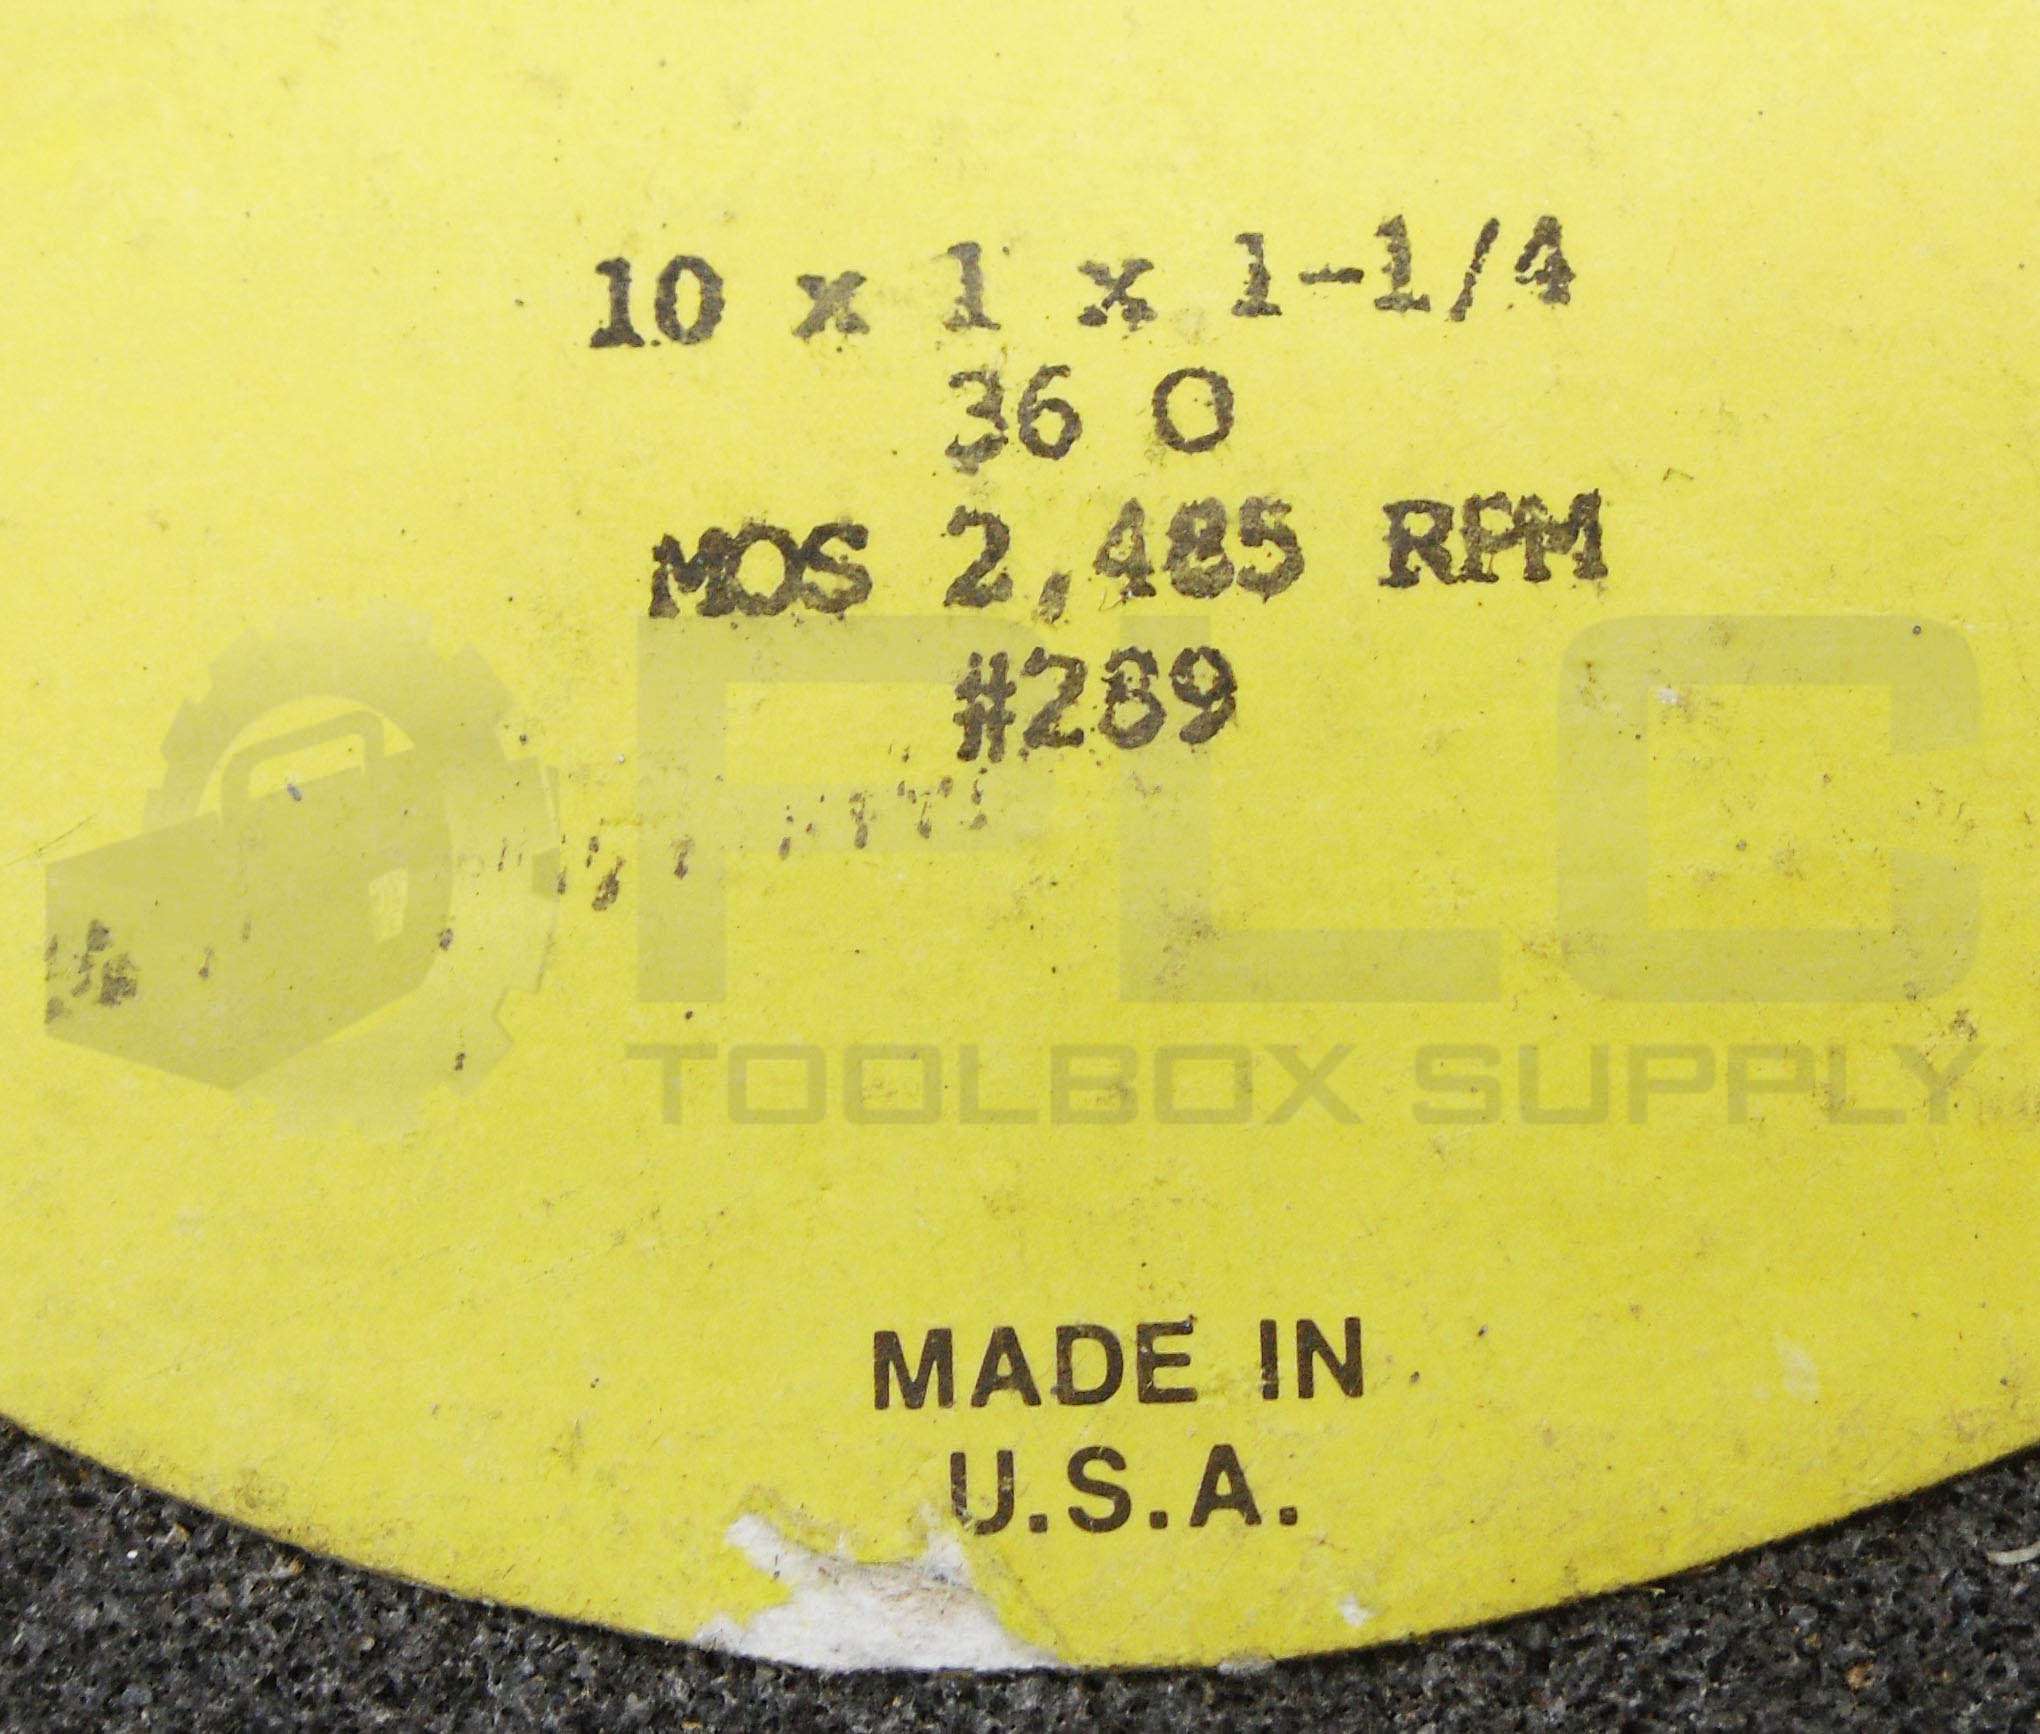 10 x 1 x 1-1/4
36 O
MOS 2,485 RPM
#289
PLC
TOOLBOX SUPPLY
MADE IN
U.S.A.